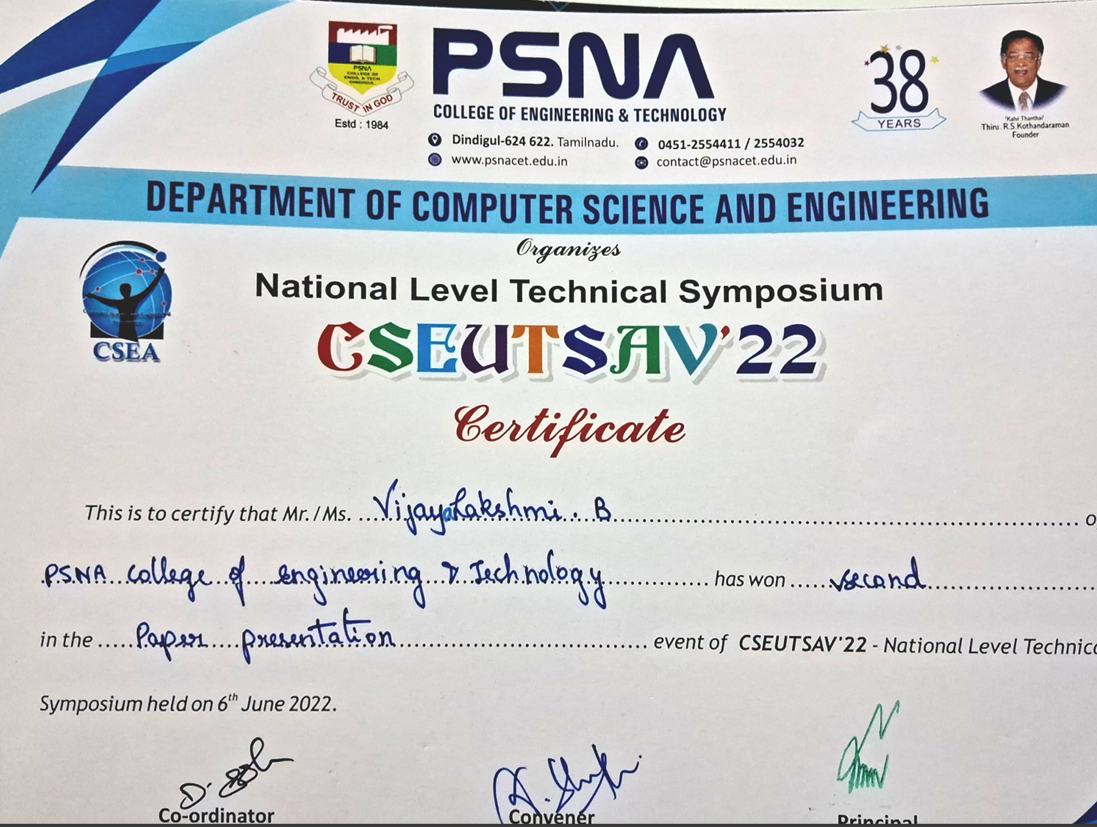 PSNA
COLLEGE OF
ENGG. & TECH.
DINDIGUL
TRUST IN GOD
Estd : 1984
PSNA
COLLEGE OF ENGINEERING & TECHNOLOGY
Dindigul-624 622. Tamilnadu.
0451-2554411 / 2554032
www.psnacet.edu.in
contact@psnacet.edu.in
38
YEARS
'Kalvi Thanthai'
Thiru. R.S.Kothandaraman
Founder
DEPARTMENT OF COMPUTER SCIENCE AND ENGINEERING
Organizes
National Level Technical Symposium
CSEUTSAV'22
CSEA
Certificate
This is to certify that Mr./Ms. Vijayalakshmi. B o
PSNA College of engineering & Technology has won second
in the Paper presentation event of CSEUTSAV'22 - National Level Technic
Symposium held on 6th June 2022.
Co-ordinator
Convener
Principal